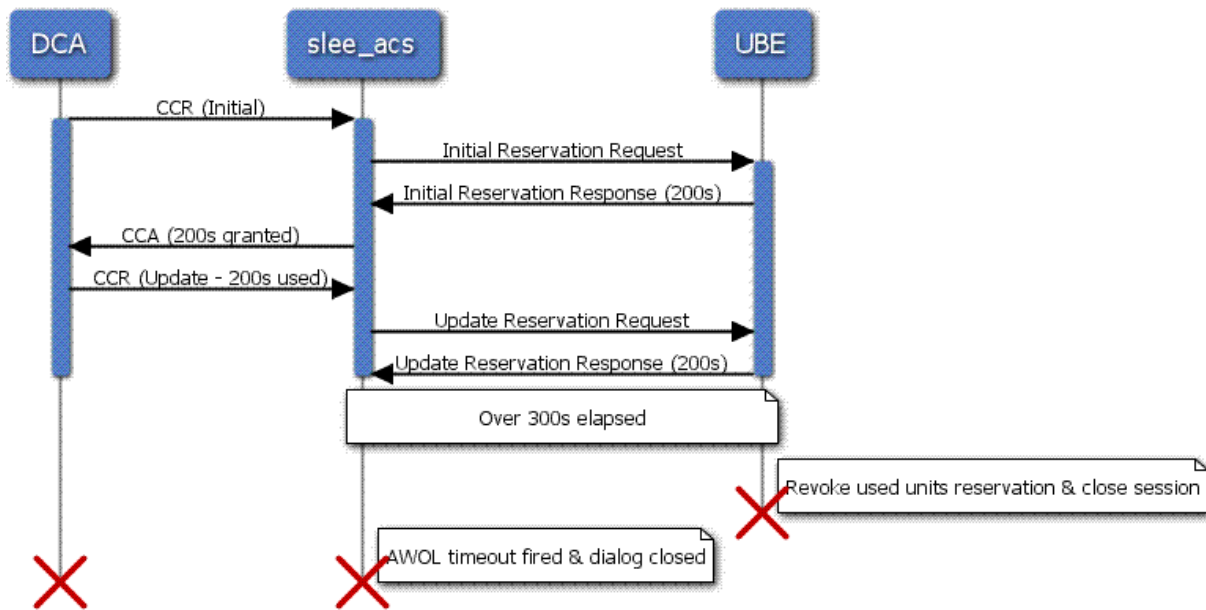 DCA
slee_acs
UBE
CCR (Initial)
Initial Reservation Request
Initial Reservation Response (200s)
CCA (200s granted)
CCR (Update - 200s used)
Update Reservation Request
Update Reservation Response (200s)
Over 300s elapsed
Revoke used units reservation & close session
AWOL timeout fired & dialog closed